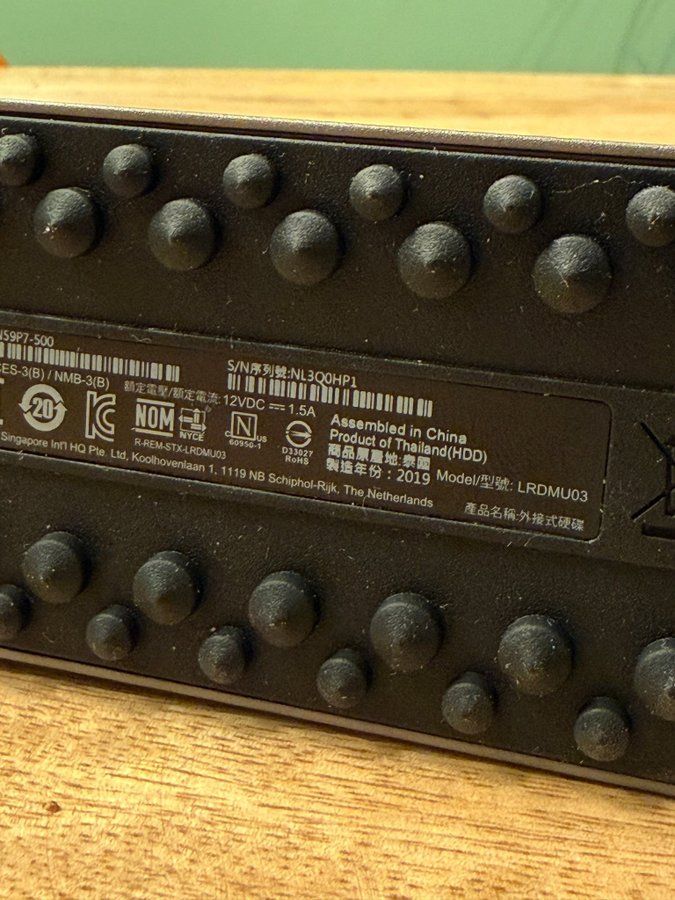 NS9P7-500
S/N序列號:NL3Q0HP1
CES-3(B) / NMB-3(B) 額定電壓/額定電流: 12VDC ⎓ 1.5A
20
NOM
NYCE
R-REM-STX-LRDMU03
N
US
60950-1
D33027
RoHS
Assembled in China
Product of Thailand(HDD)
商品原產地:泰國
製造年份：2019 Model/型號: LRDMU03
Singapore Int'l HQ Pte. Ltd, Koolhovenlaan 1, 1119 NB Schiphol-Rijk, The Netherlands
產品名稱:外接式硬碟